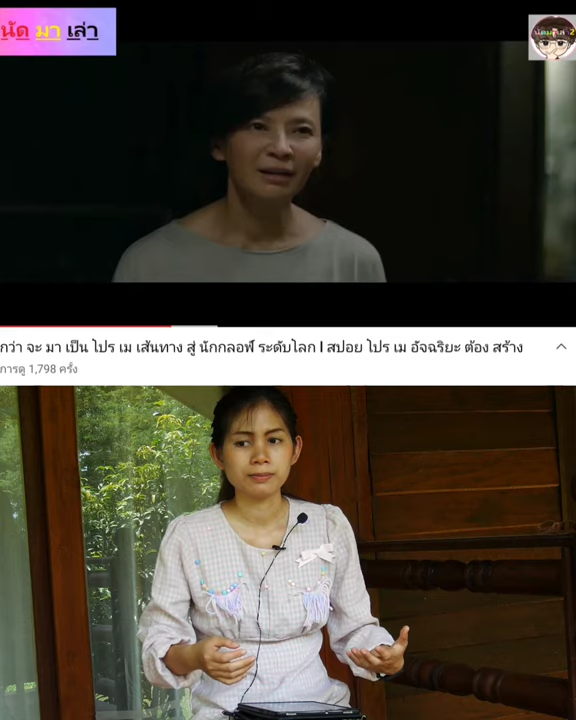 นัด มา เล่า
กว่า จะ มา เป็น โปร เม เส้นทาง สู่ นักกลอฟ์ ระดับโลก l สปอย โปร เม อัจฉริยะ ต้อง สร้าง
การดู 1,798 ครั้ง